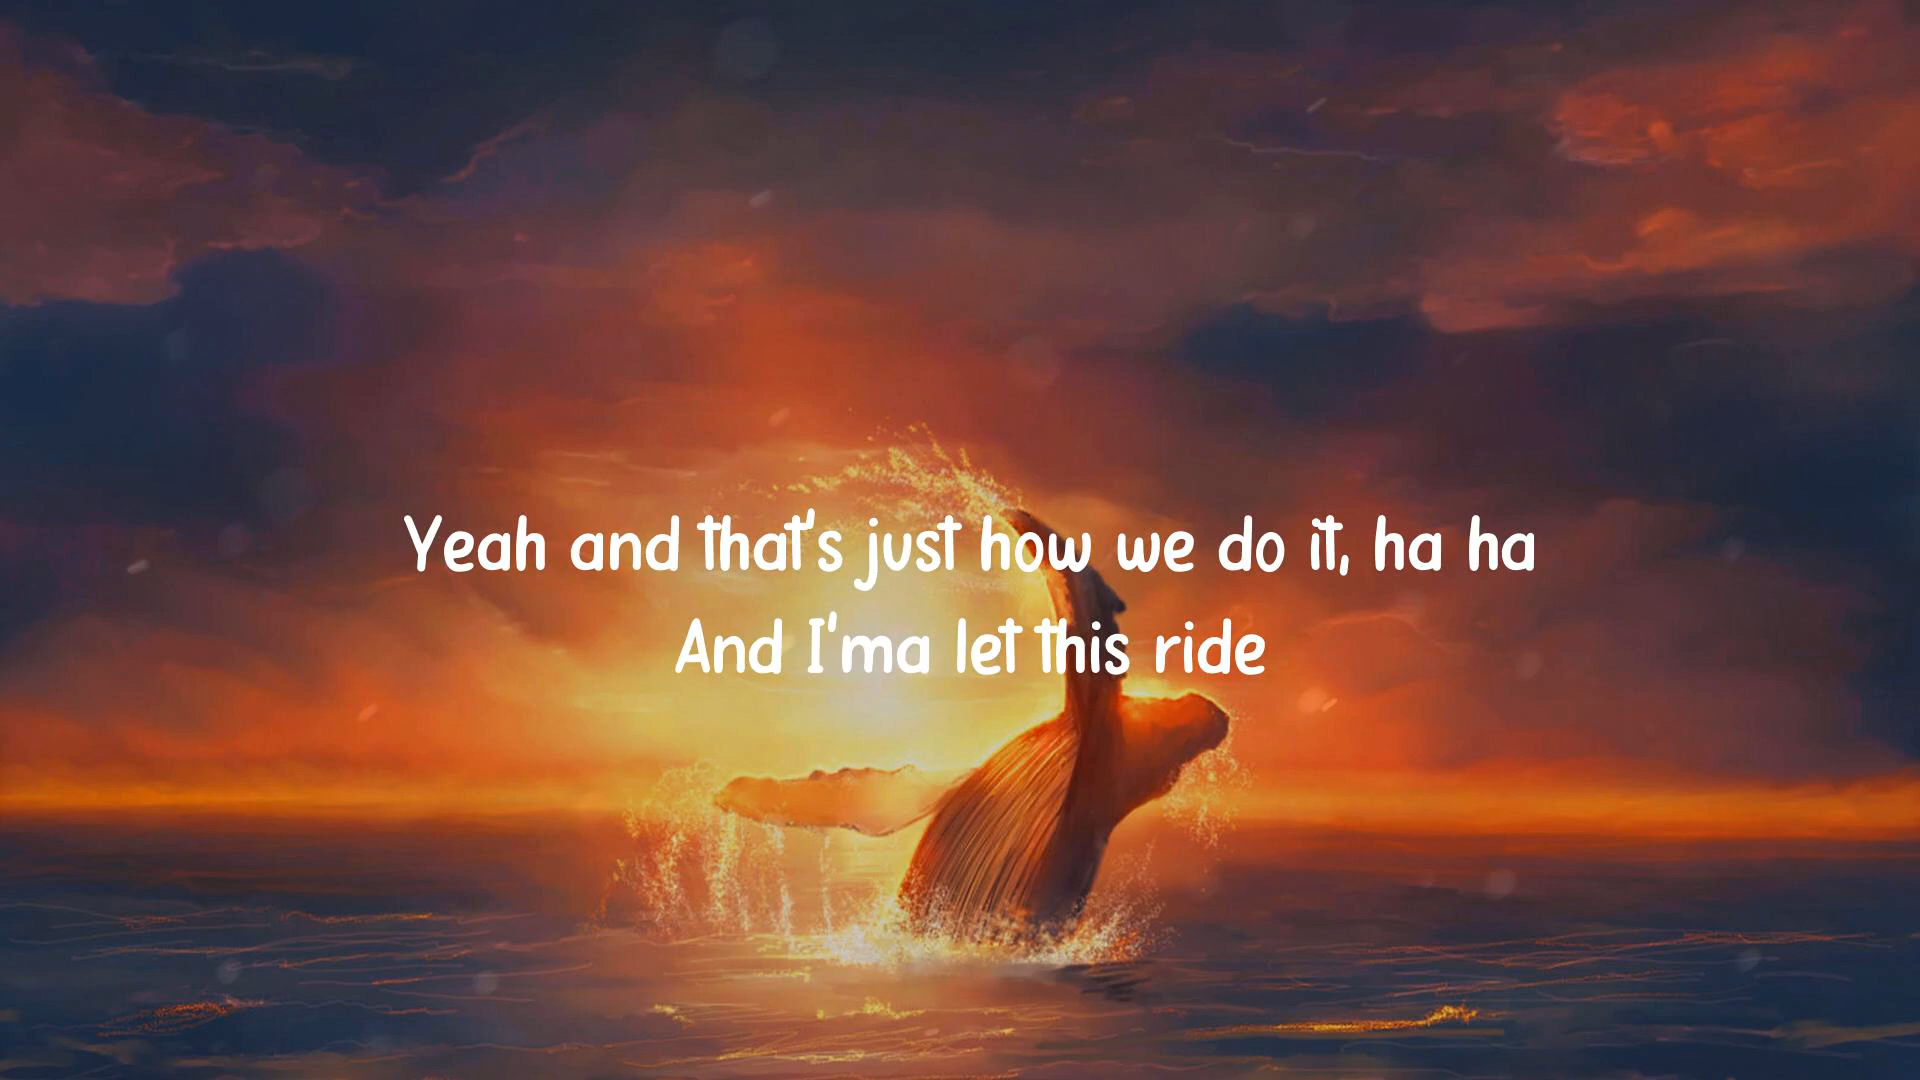 Yeah and that's just how we do it, ha ha
And I'ma let this ride